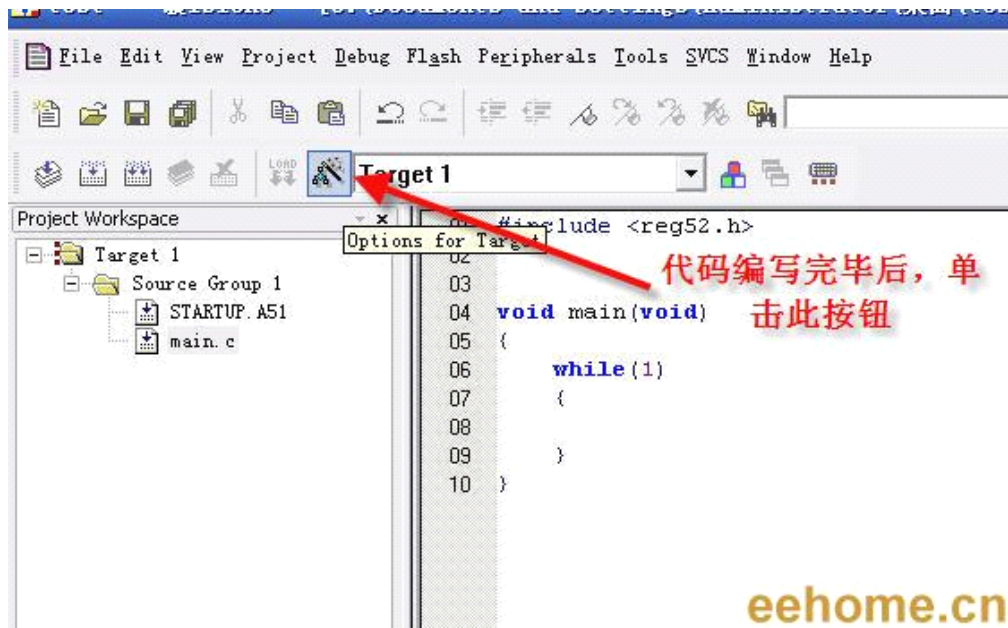 File Edit View Project Debug Flash Peripherals Tools SVCS Window Help
LOAD
Target 1
Project Workspace
Options for Target
Target 1
Source Group 1
STARTUP.A51
main.c
#include <reg52.h>
02
03
04 void main(void)
05 {
06 while(1)
07 {
08
09 }
10 }
代码编写完毕后，单
击此按钮
eehome.cn